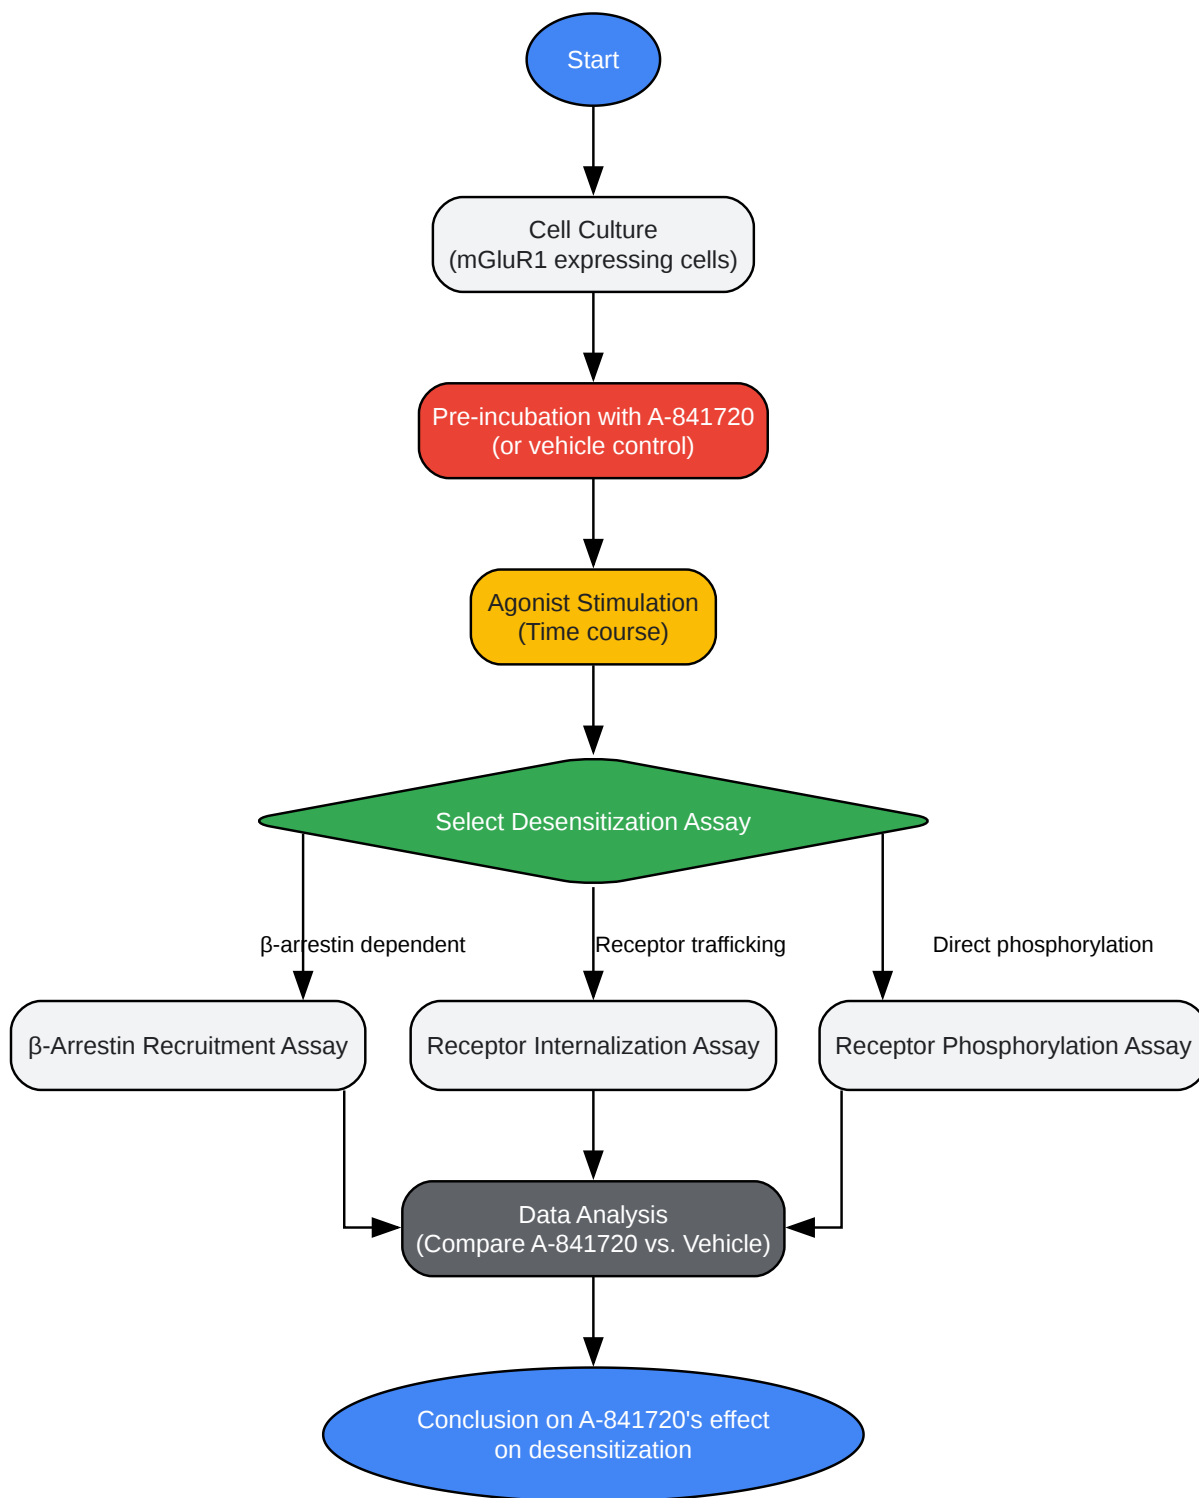 Start
Cell Culture
(mGluR1 expressing cells)
Pre-incubation with A-841720
(or vehicle control)
Agonist Stimulation
(Time course)
Select Desensitization Assay
β-arrestin dependent
Receptor trafficking
Direct phosphorylation
β-Arrestin Recruitment Assay
Receptor Internalization Assay
Receptor Phosphorylation Assay
Data Analysis
(Compare A-841720 vs. Vehicle)
Conclusion on A-841720's effect
on desensitization